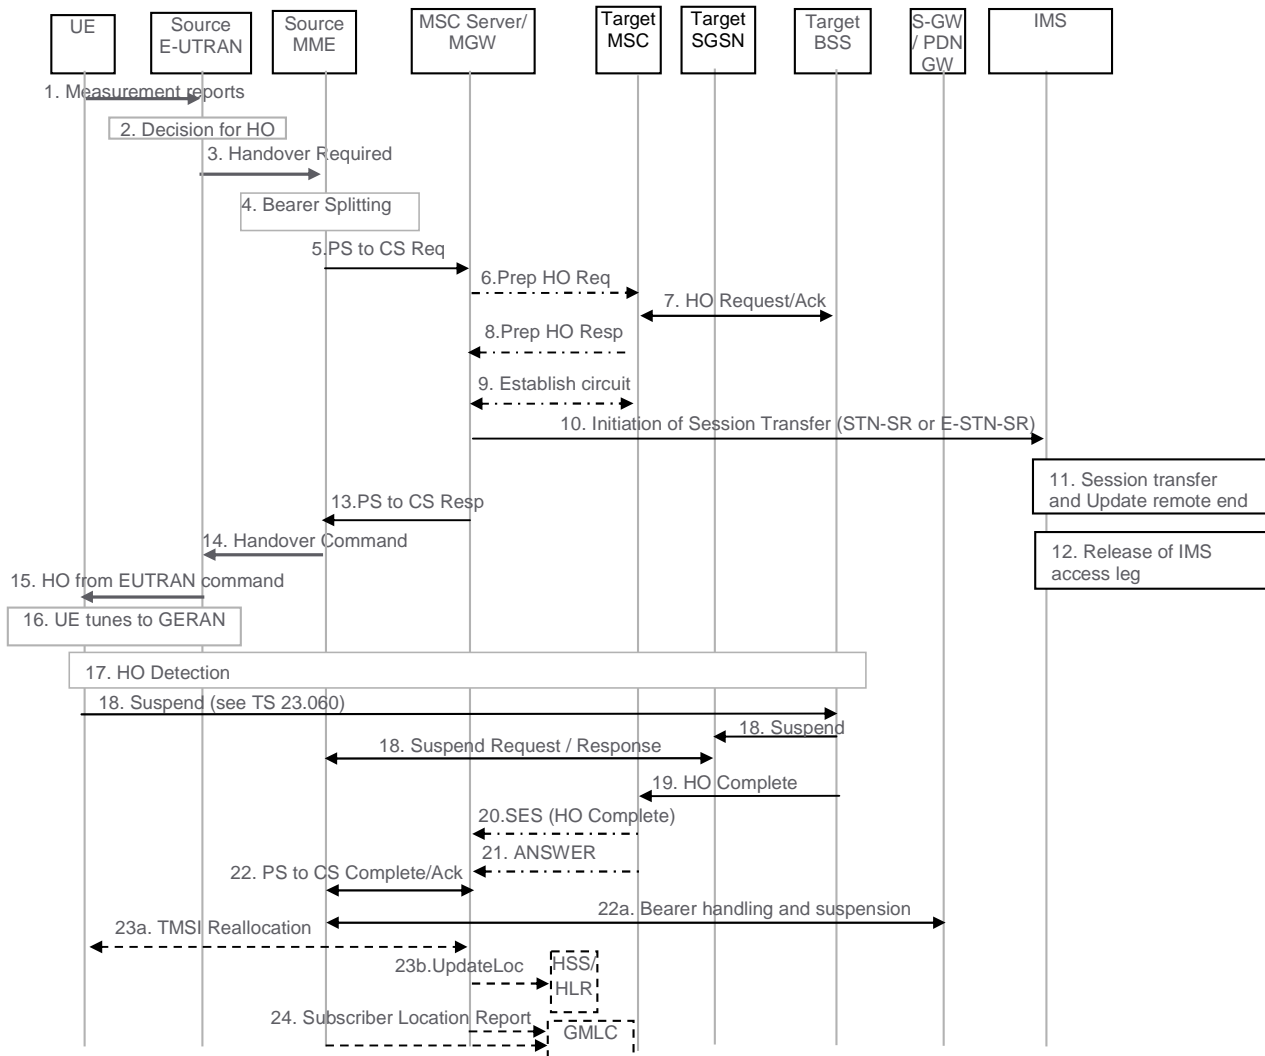 UE
Source
E-UTRAN
Source
MME
MSC Server/
MGW
Target
MSC
Target
SGSN
Target
BSS
S-GW
/ PDN
GW
IMS
1. Measurement reports
2. Decision for HO
3. Handover Required
4. Bearer Splitting
5.PS to CS Req
6.Prep HO Req
7. HO Request/Ack
8.Prep HO Resp
9. Establish circuit
10. Initiation of Session Transfer (STN-SR or E-STN-SR)
11. Session transfer
and Update remote end
13.PS to CS Resp
14. Handover Command
12. Release of IMS
access leg
15. HO from EUTRAN command
16. UE tunes to GERAN
17. HO Detection
18. Suspend (see TS 23.060)
18. Suspend
18. Suspend Request / Response
19. HO Complete
20.SES (HO Complete)
21. ANSWER
22. PS to CS Complete/Ack
22a. Bearer handling and suspension
23a. TMSI Reallocation
23b.UpdateLoc
HSS/
HLR
24. Subscriber Location Report
GMLC